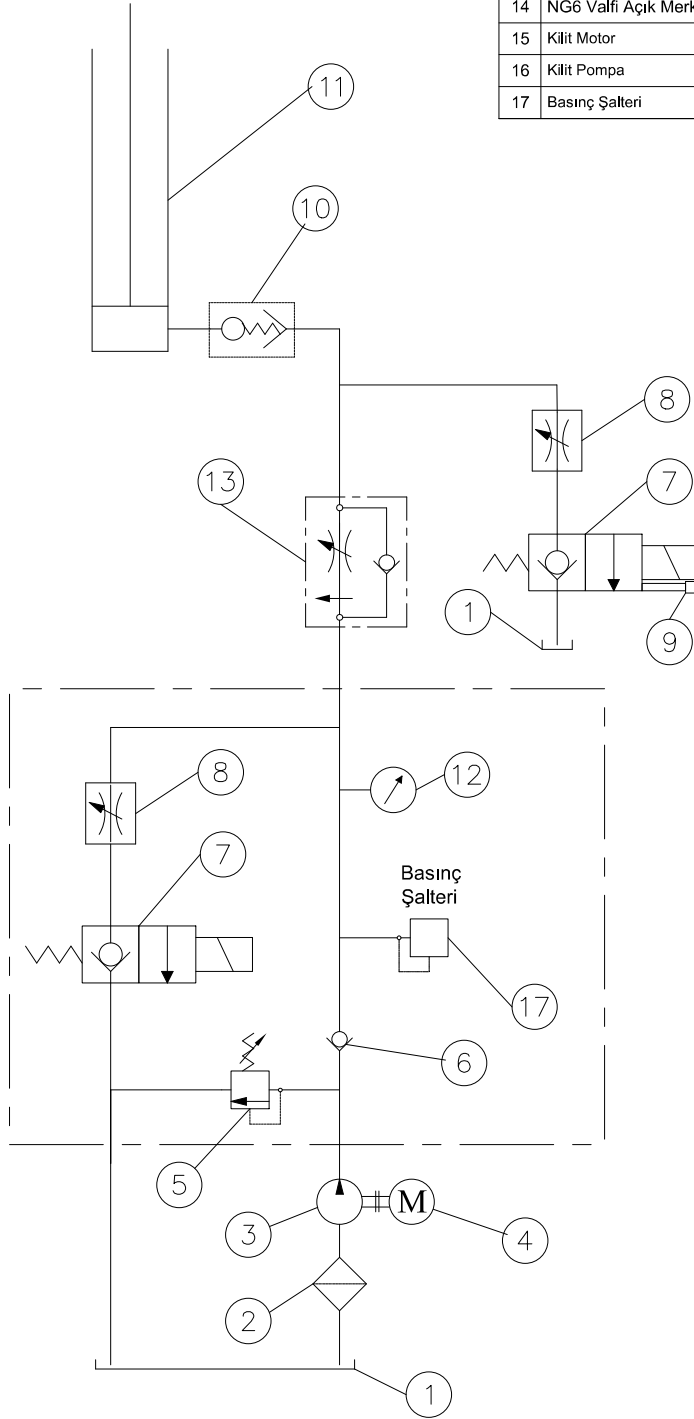 14 NG6 Valfi Açık Merk
15 Kilit Motor
16 Kilit Pompa
17 Basınç Şalteri
11
10
8
13
7
1
9
8
12
7
Basınç
Şalteri
17
6
5
3
M
4
2
1